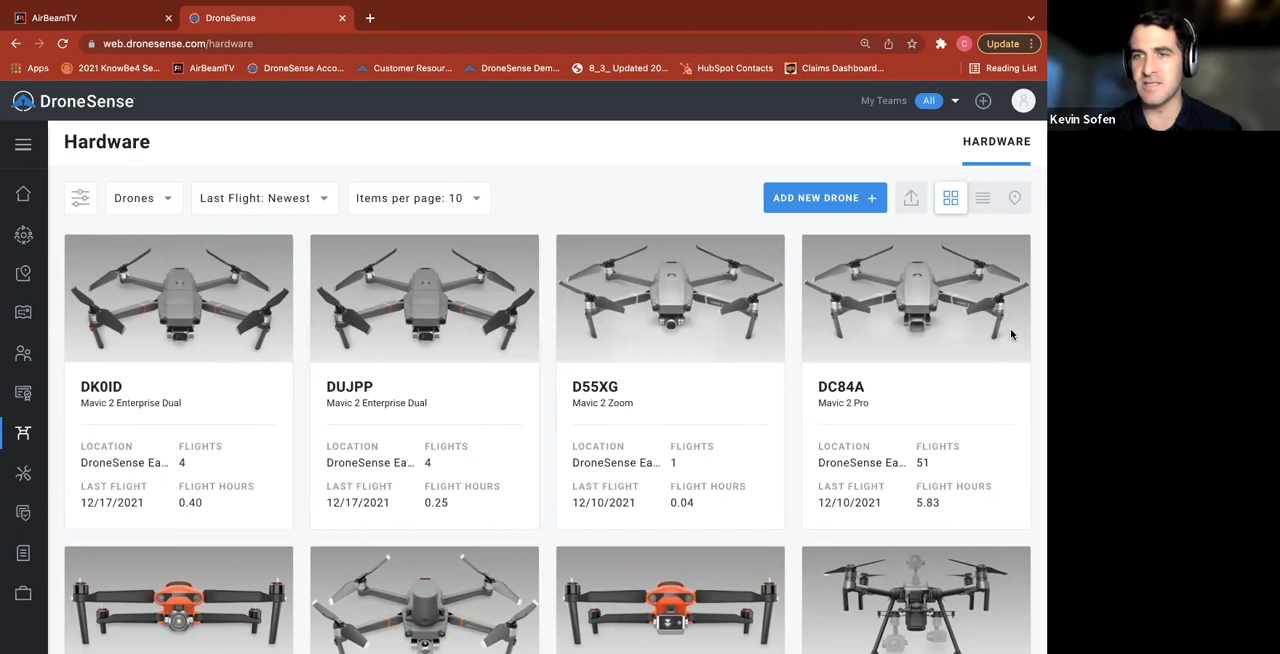 AirBeamTV
DroneSense
web.dronesense.com/hardware
Update
Apps
2021 KnowBe4 Se...
AirBeamTV
DroneSense Acco...
Customer Resour...
DroneSense Dem...
8_3_ Updated 20...
HubSpot Contacts
Claims Dashboard...
Reading List
DroneSense
My Teams All
Kevin Sofen
Hardware
HARDWARE
Drones
Last Flight: Newest
Items per page: 10
ADD NEW DRONE +
DK0ID
Mavic 2 Enterprise Dual
LOCATION FLIGHTS
DroneSense Ea... 4
LAST FLIGHT FLIGHT HOURS
12/17/2021 0.40
DUJPP
Mavic 2 Enterprise Dual
LOCATION FLIGHTS
DroneSense Ea... 4
LAST FLIGHT FLIGHT HOURS
12/17/2021 0.25
D55XG
Mavic 2 Zoom
LOCATION FLIGHTS
DroneSense Ea... 1
LAST FLIGHT FLIGHT HOURS
12/10/2021 0.04
DC84A
Mavic 2 Pro
LOCATION FLIGHTS
DroneSense Ea... 51
LAST FLIGHT FLIGHT HOURS
12/10/2021 5.83